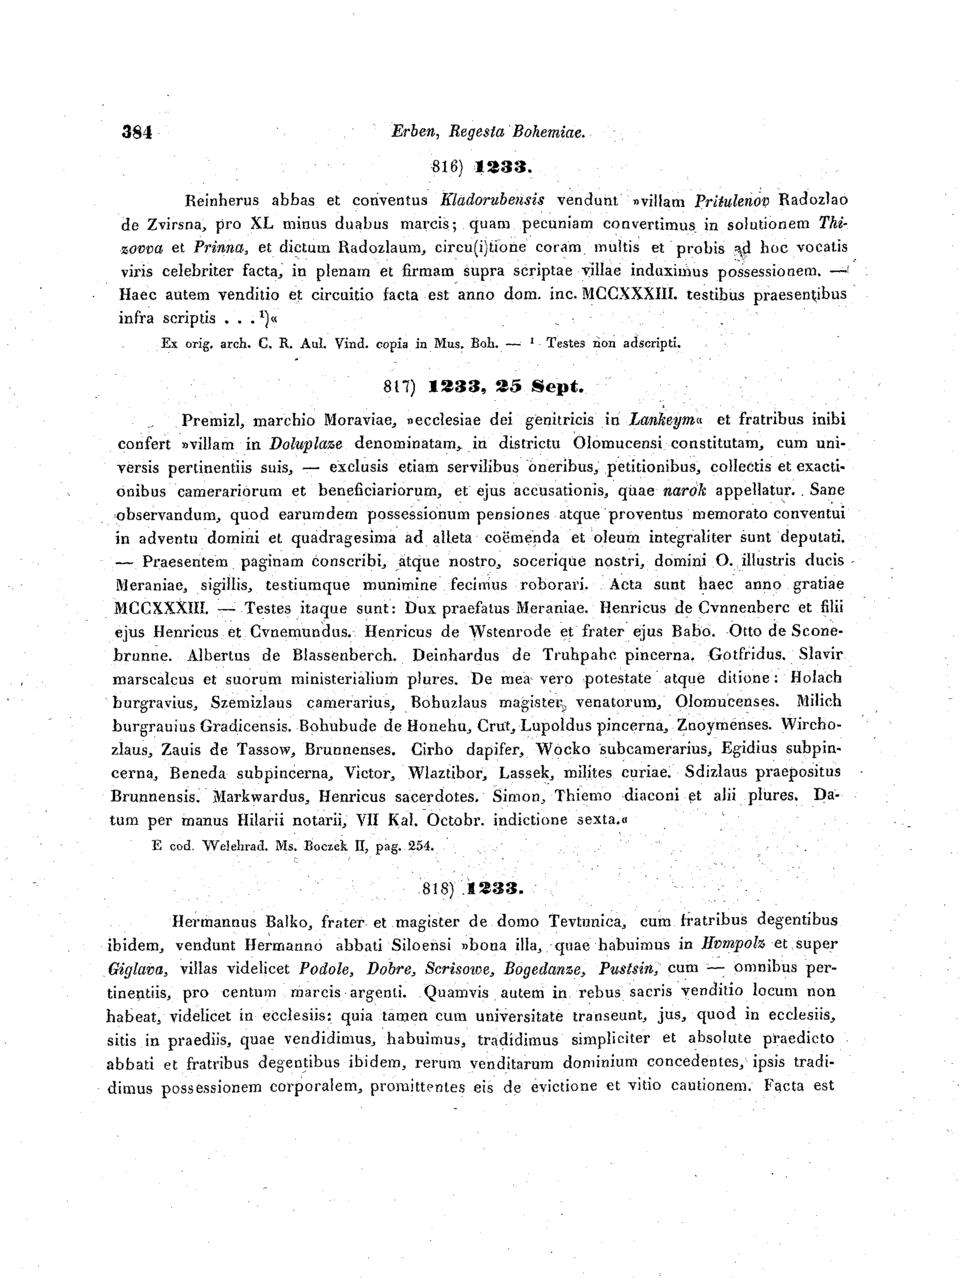 384 Erben, Regesta Bohemiae.
816) 1233.
Reinherus abbas et conventus Kladorubensis vendunt »villam Pritulenov Radozlao
de Zvirsna, pro XL minus duabus marcis; quam pecuniam convertimus in solutionem Thi-
zovva et Prinna, et dictum Radozlaum, circu(i)tione coram multis et probis ad hoc vocatis
viris celebriter facta, in plenam et firmam supra scriptae villae induximus possessionem. —
Haec autem venditio et circuitio facta est anno dom. inc. MCCXXXIII. testibus praesentibus
infra scriptis . . . ¹)«
Ex orig. arch. C. R. Aul. Vind. copia in Mus. Boh. — ¹ Testes non adscripti.
817) 1233, 25 Sept.
Premizl, marchio Moraviae, »ecclesiae dei genitricis in Lankeym« et fratribus inibi
confert »villam in Doluplaze denominatam, in districtu Olomucensi constitutam, cum uni-
versis pertinentiis suis, — exclusis etiam servilibus oneribus, petitionibus, collectis et exacti-
onibus camerariorum et beneficiariorum, et ejus accusationis, quae narok appellatur. Sane
observandum, quod earumdem possessionum pensiones atque proventus memorato conventui
in adventu domini et quadragesima ad alleta coëmenda et oleum integraliter sunt deputati.
— Praesentem paginam conscribi, atque nostro, socerique nostri, domini O. illustris ducis
Meraniae, sigillis, testiumque munimine fecimus roborari. Acta sunt haec anno gratiae
MCCXXXIII. — Testes itaque sunt: Dux praefatus Meraniae. Henricus de Cvnnenberc et filii
ejus Henricus et Cvnemundus. Henricus de Wstenrode et frater ejus Babo. Otto de Scone-
brunne. Albertus de Blassenberch. Deinhardus de Truhpahc pincerna. Gotfridus. Slavir
marscalcus et suorum ministerialium plures. De mea vero potestate atque ditione: Holach
burgravius, Szemizlaus camerarius, Bohuzlaus magister venatorum, Olomucenses. Milich
burgrauius Gradicensis. Bohubude de Honehu, Crut, Lupoldus pincerna, Znoymenses. Wircho-
zlaus, Zauis de Tassow, Brunnenses. Cirho dapifer, Wocko subcamerarius, Egidius subpin-
cerna, Beneda subpincerna, Victor, Wlaztibor, Lassek, milites curiae. Sdizlaus praepositus
Brunnensis. Markwardus, Henricus sacerdotes. Simon, Thiemo diaconi et alii plures. Da-
tum per manus Hilarii notarii, VII Kal. Octobr. indictione sexta.«
E cod. Welehrad. Ms. Boczek II, pag. 254.
818) 1233.
Hermannus Balko, frater et magister de domo Tevtunica, cum fratribus degentibus
ibidem, vendunt Hermanno abbati Siloensi »bona illa, quae habuimus in Hvmpolz et super
Giglava, villas videlicet Podole, Dobre, Scrisowe, Bogedanze, Pustsin, cum — omnibus per-
tinentiis, pro centum marcis argenti. Quamvis autem in rebus sacris venditio locum non
habeat, videlicet in ecclesiis: quia tamen cum universitate transeunt, jus, quod in ecclesiis,
sitis in praediis, quae vendidimus, habuimus, tradidimus simpliciter et absolute praedicto
abbati et fratribus degentibus ibidem, rerum venditarum dominium concedentes, ipsis tradi-
dimus possessionem corporalem, promittentes eis de evictione et vitio cautionem. Facta est